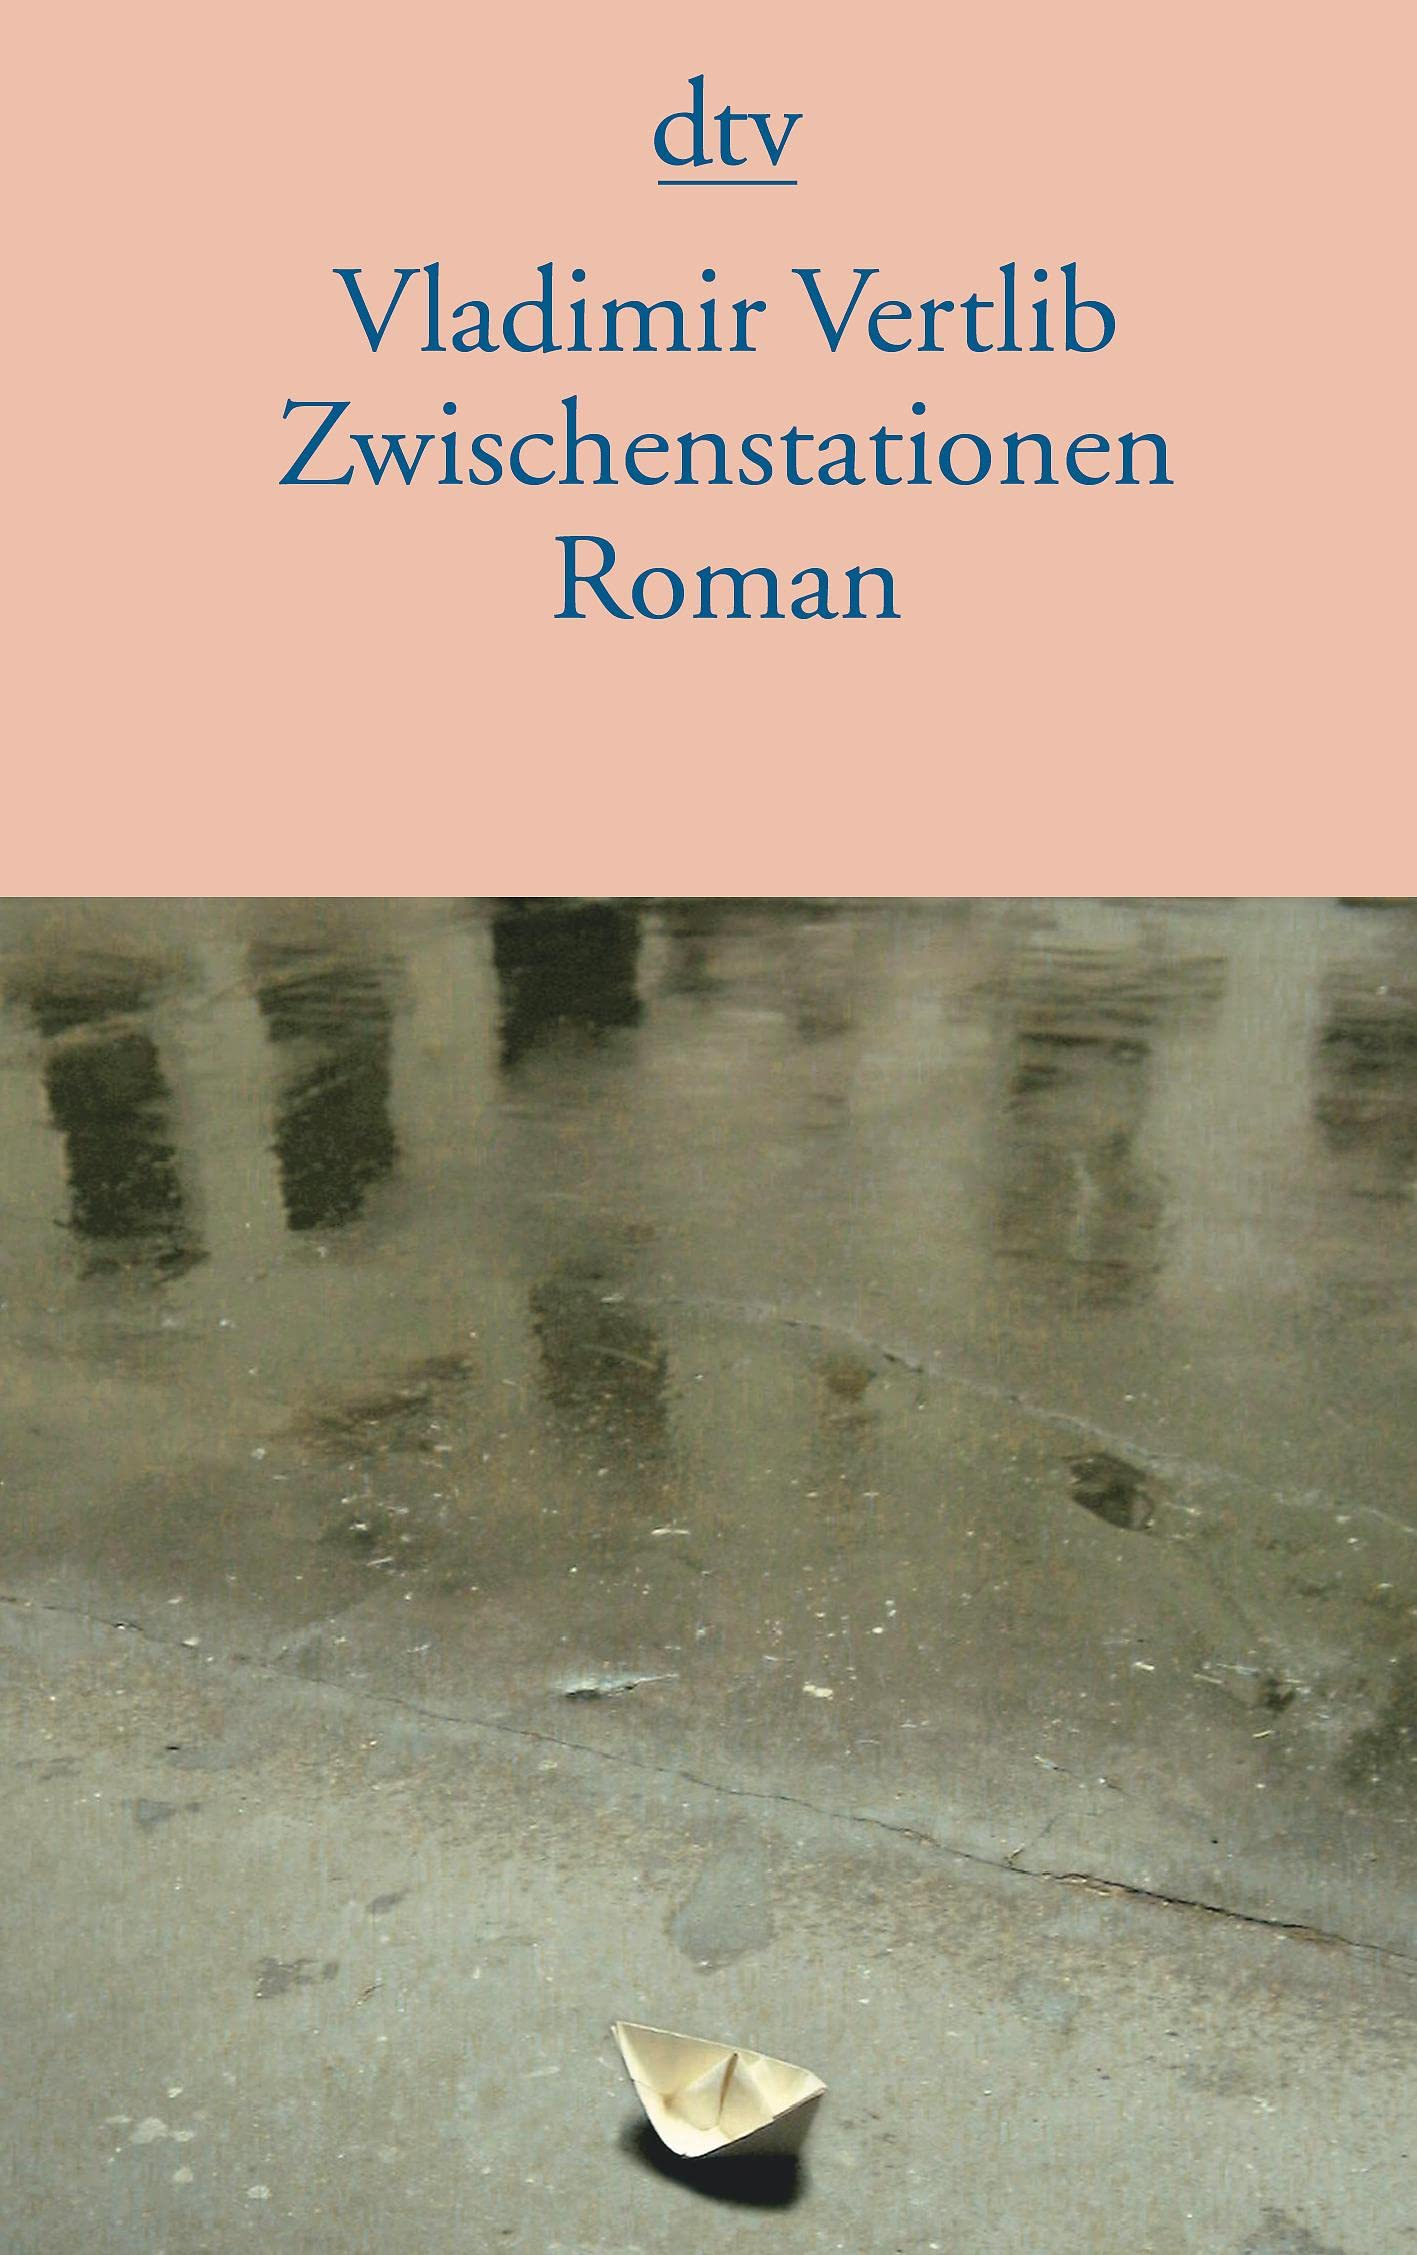 dtv
Vladimir Vertlib
Zwischenstationen
Roman